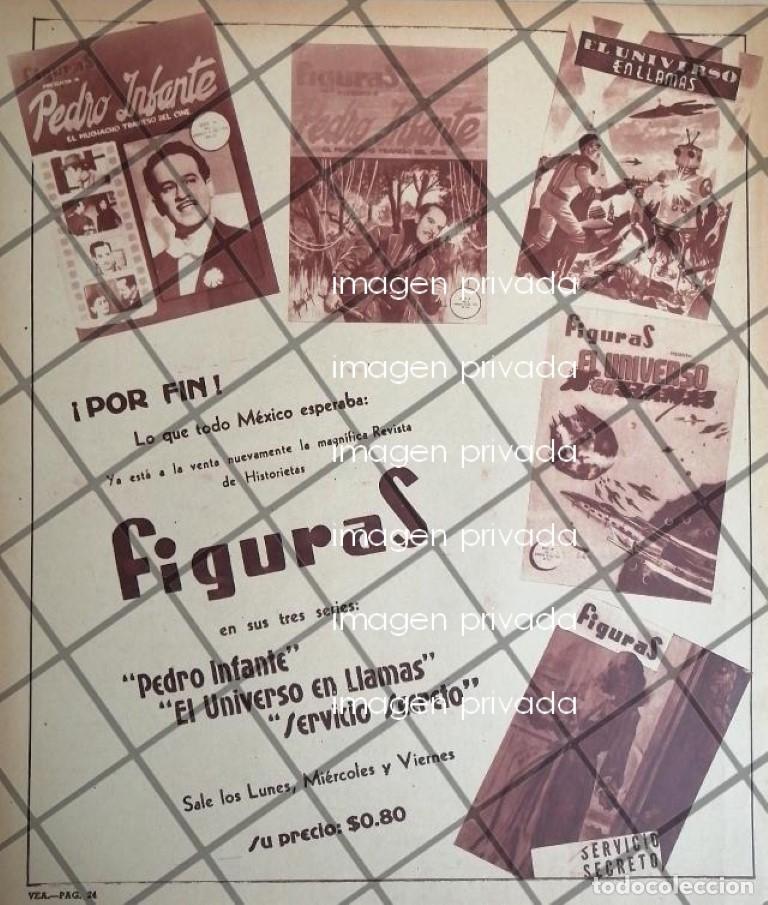 figuras
Pedro Infante
EL MUCHACHO TRAVIESO DEL CINE
figuras
Pedro Infante
EL UNIVERSO
EN LLAMAS
imagen privada
imagen privada
imagen privada
imagen privada
imagen privada
imagen privada
figuras
EL UNIVERSO
en LLAMAS
¡POR FIN!
Lo que todo México esperaba:
Ya está a la venta nuevamente la magnífica Revista
de Historietas
figuras
en sus tres series:
"Pedro Infante"
"El Universo en Llamas"
"Servicio Secreto"
Sale los Lunes, Miércoles y Viernes
Su precio: $0.80
figuras
SERVICIO
SECRETO
VEA.—PAG. 24
todocoleccion